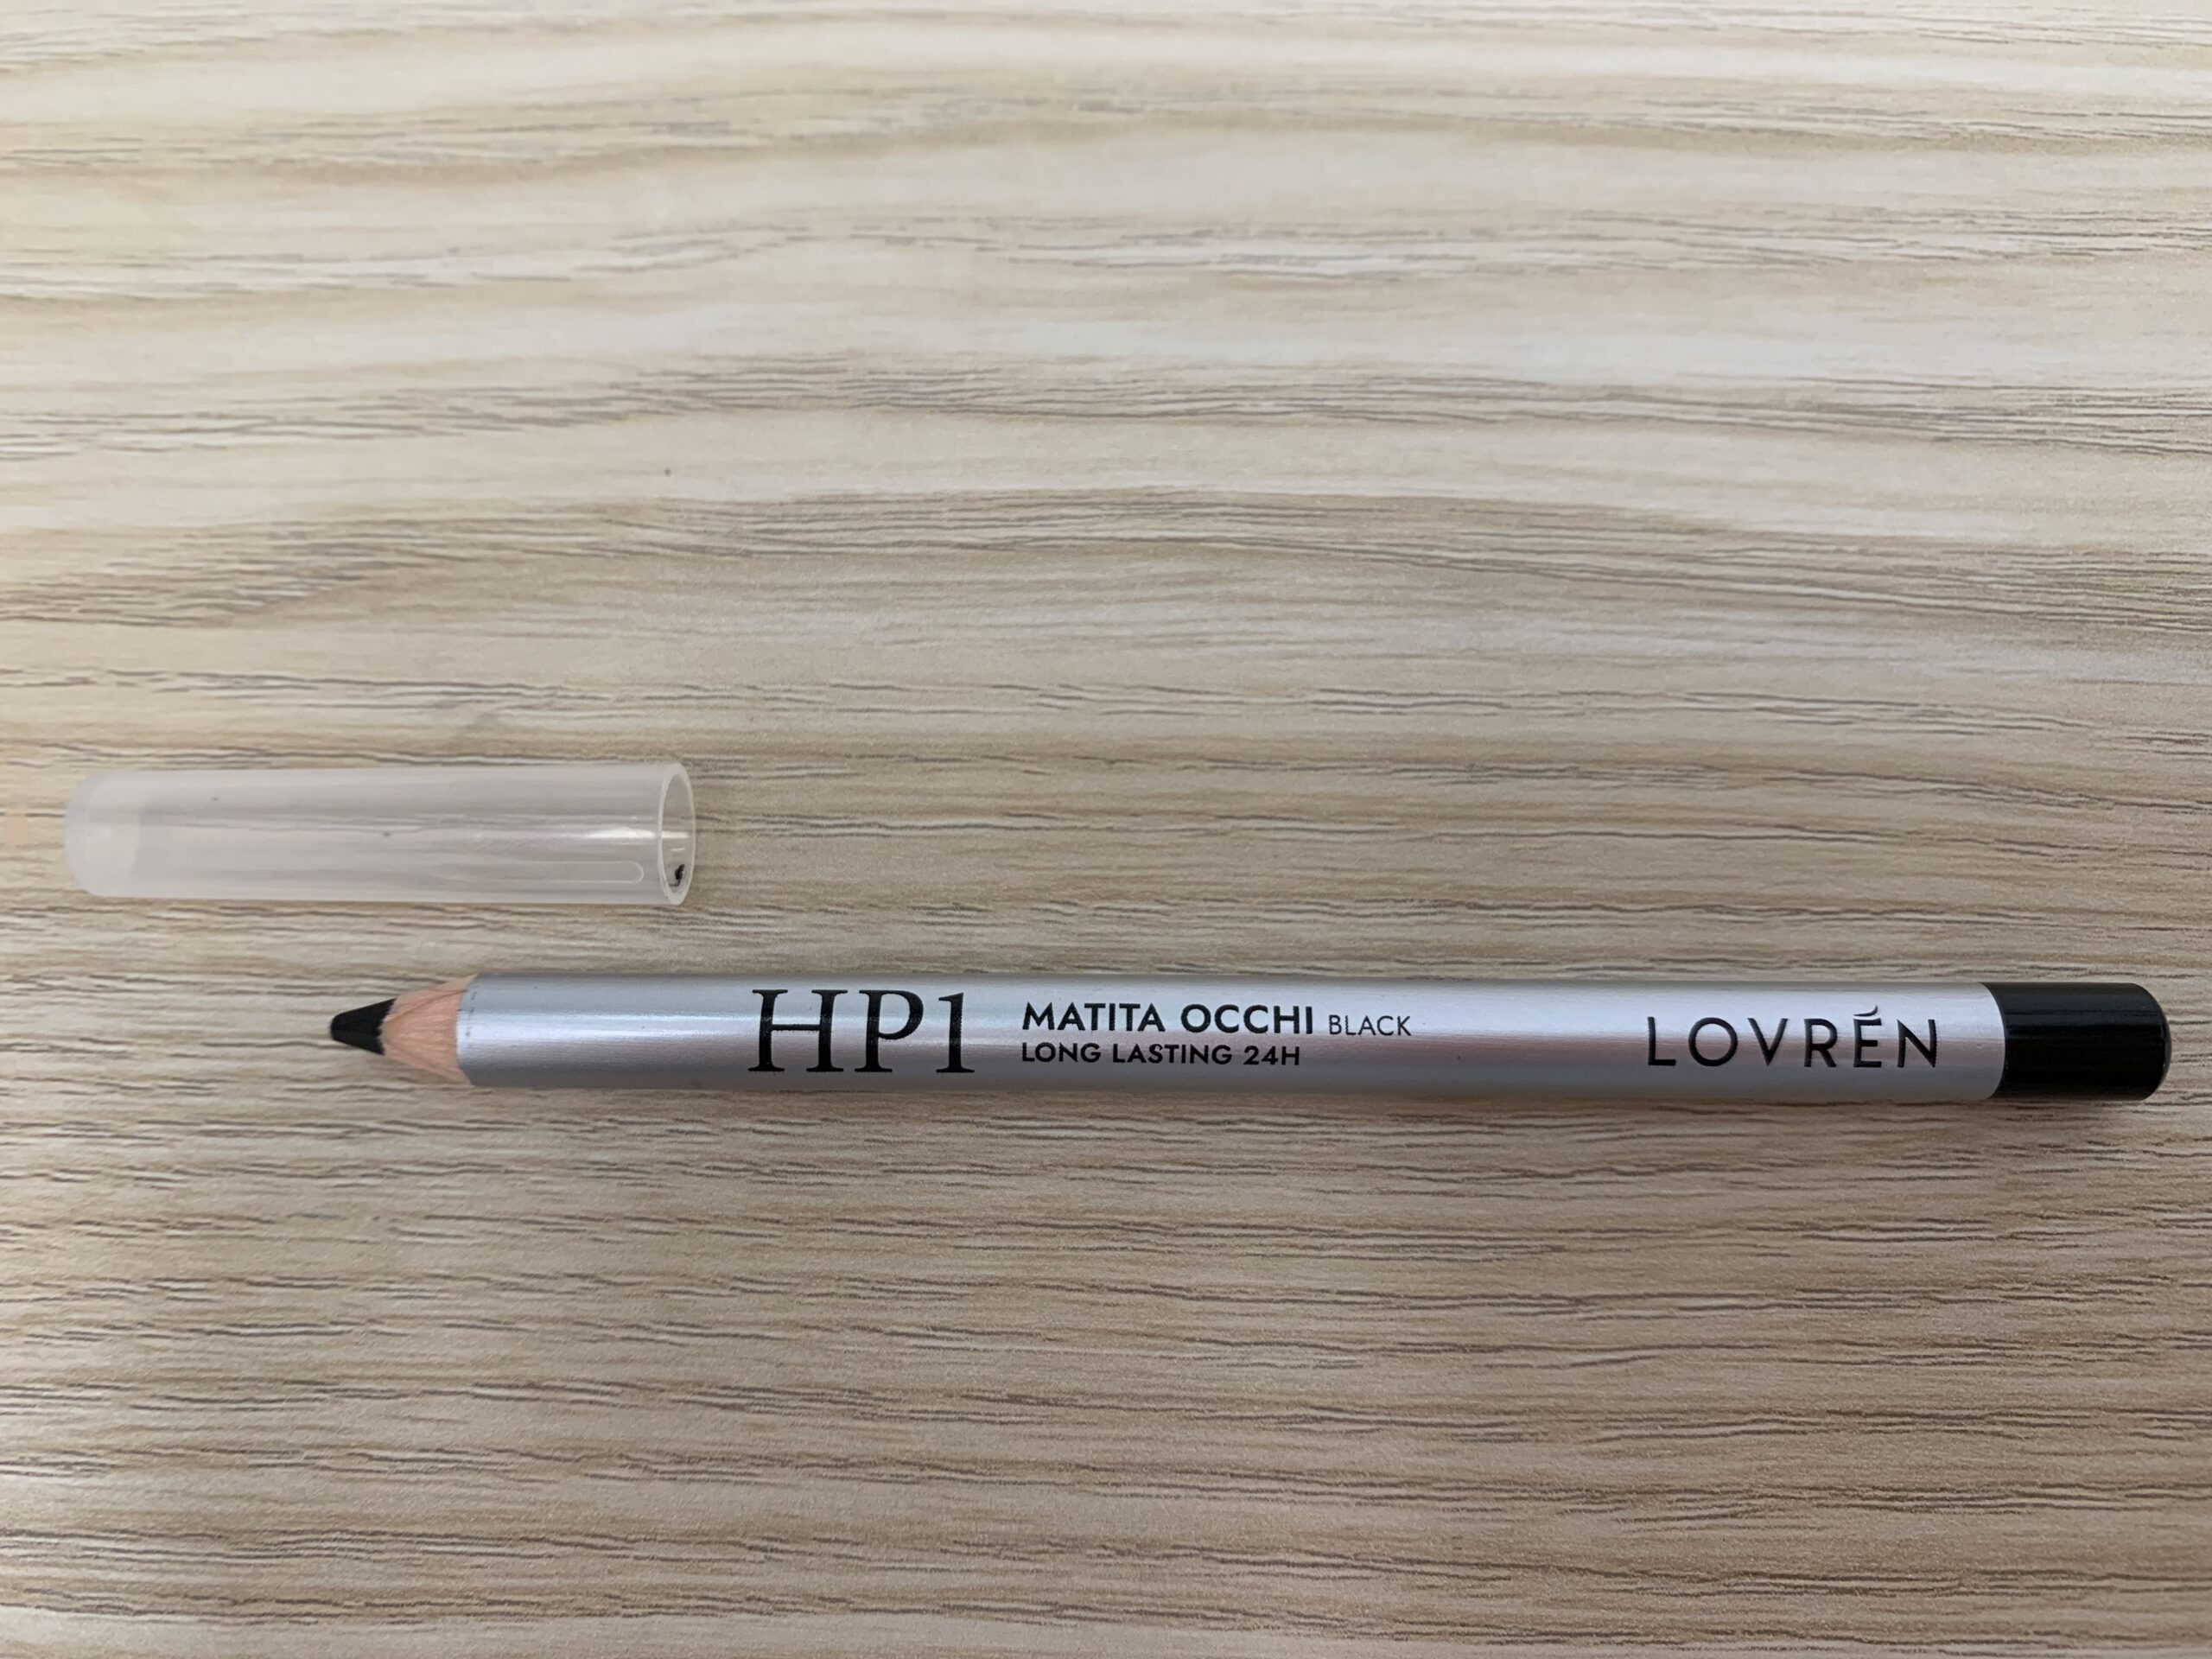 HP1
MATITA OCCHI BLACK
LONG LASTING 24H
LOVRÉN